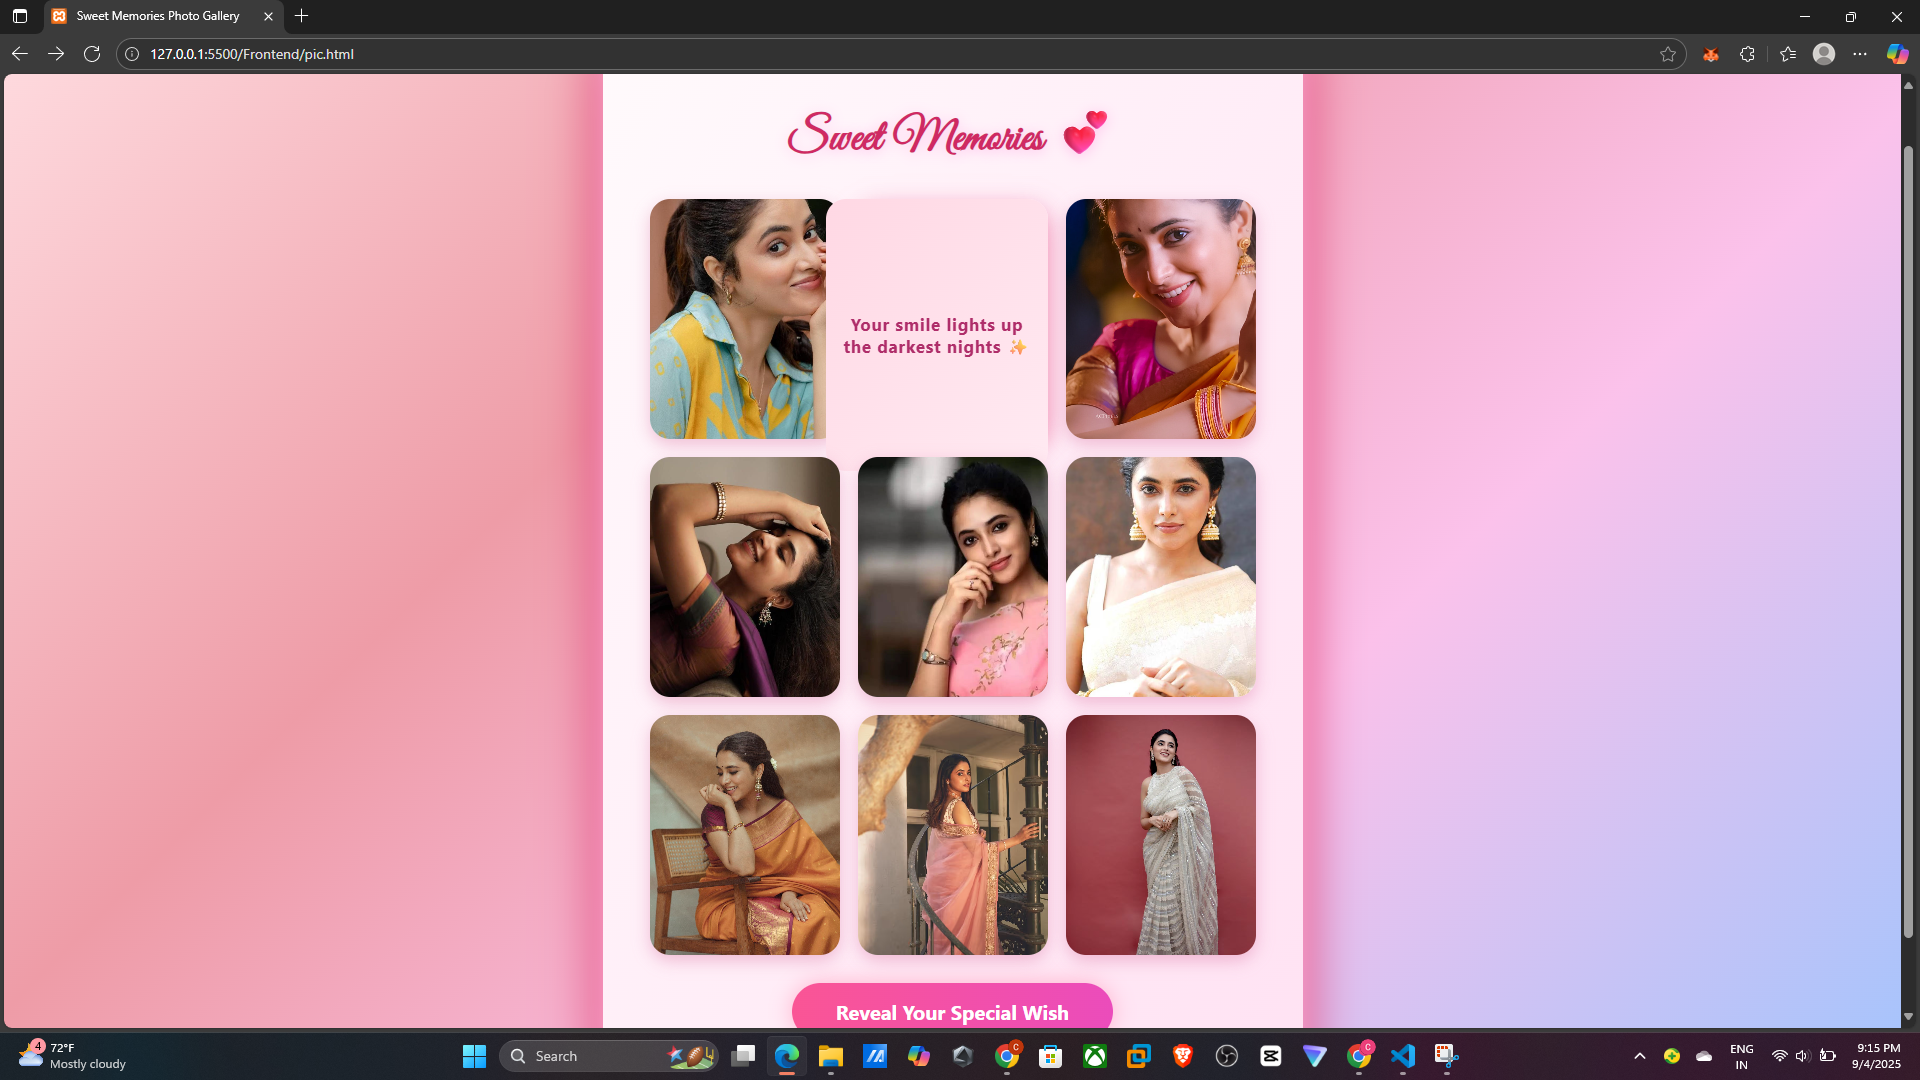 Sweet Memories Photo Gallery
127.0.0.1:5500/Frontend/pic.html
Sweet Memories 💕
Your smile lights up
the darkest nights ✨
Reveal Your Special Wish
4
72°F
Mostly cloudy
Search
C
C
ENG
IN
9:15 PM
9/4/2025